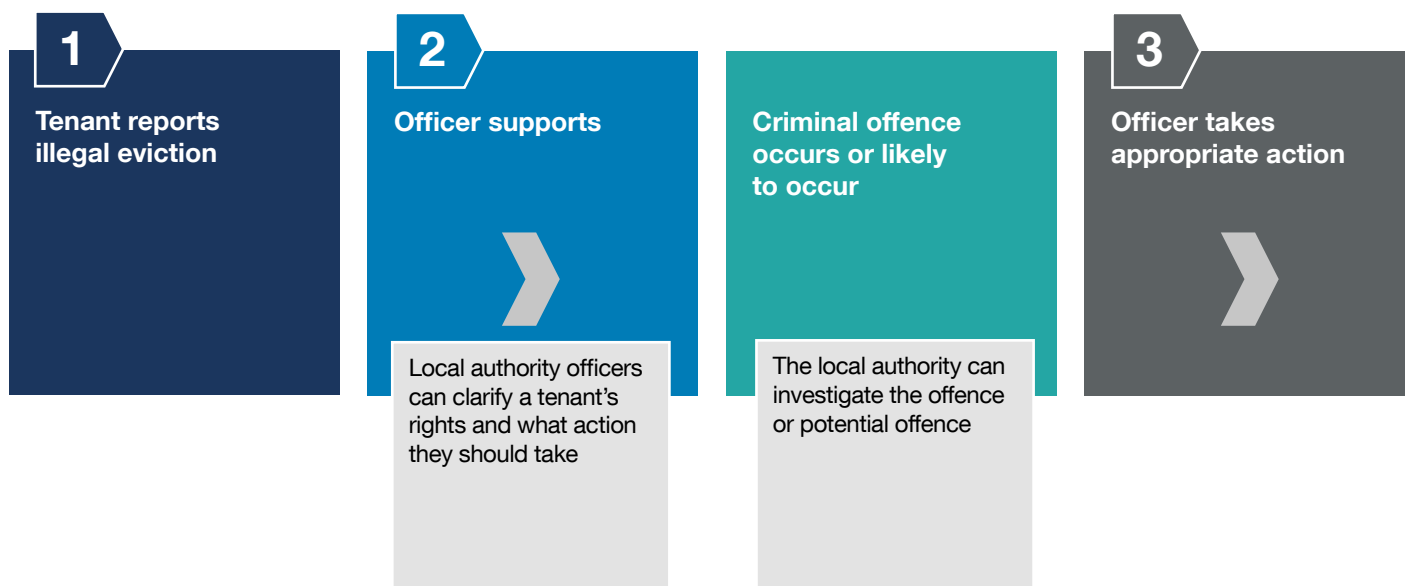 1
Tenant reports
illegal eviction
2
Officer supports
Local authority officers
can clarify a tenant’s
rights and what action
they should take
Criminal offence
occurs or likely
to occur
The local authority can
investigate the offence
or potential offence
3
Officer takes
appropriate action